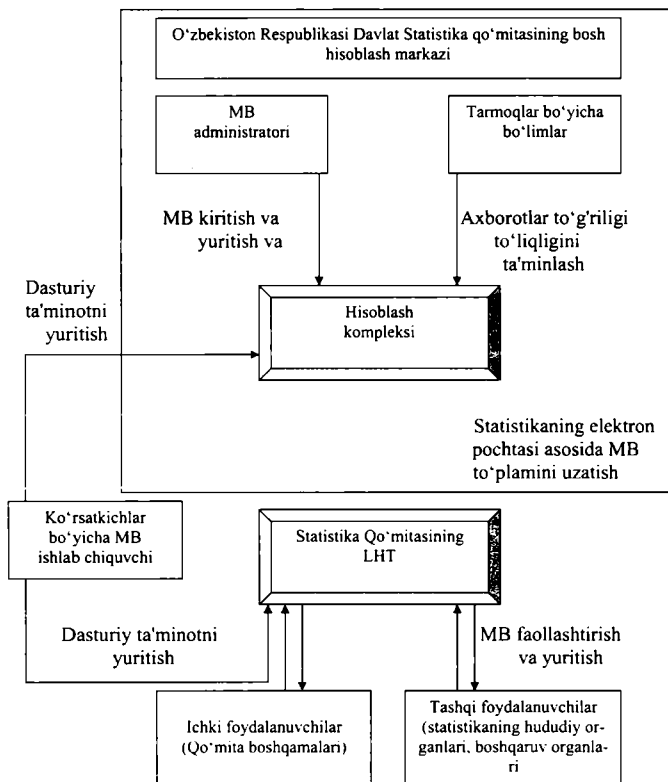 O‘zbekiston Respublikasi Davlat Statistika qo‘mitasining bosh
hisoblash markazi
MB
administratori
Tarmoqlar bo‘yicha
bo‘limlar
MB kiritish va
yuritish va
Axborotlar to‘g'riligi
to‘liqligini
ta'minlash
Dasturiy
ta'minotni
yuritish
Hisoblash
kompleksi
Statistikaning elektron
pochtasi asosida MB
to‘plamini uzatish
Ko‘rsatkichlar
bo‘yicha MB
ishlab chiquvchi
Statistika Qo‘mitasining
LHT
Dasturiy ta'minotni
yuritish
MB faollashtirish
va yuritish
Ichki foydalanuvchilar
(Qo‘mita boshqamalari)
Tashqi foydalanuvchilar
(statistikaning hududiy or-
ganlari, boshqaruv organla-
ri